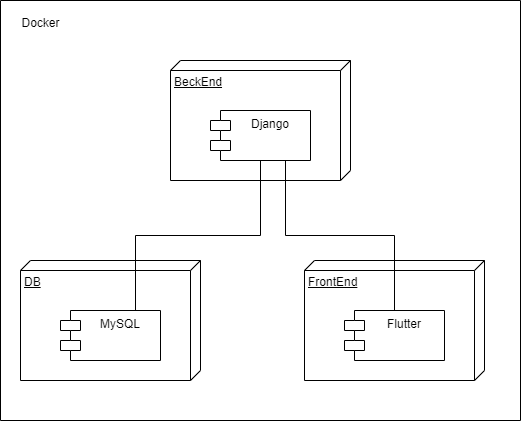 Docker
BeckEnd
Django
DB
MySQL
FrontEnd
Flutter